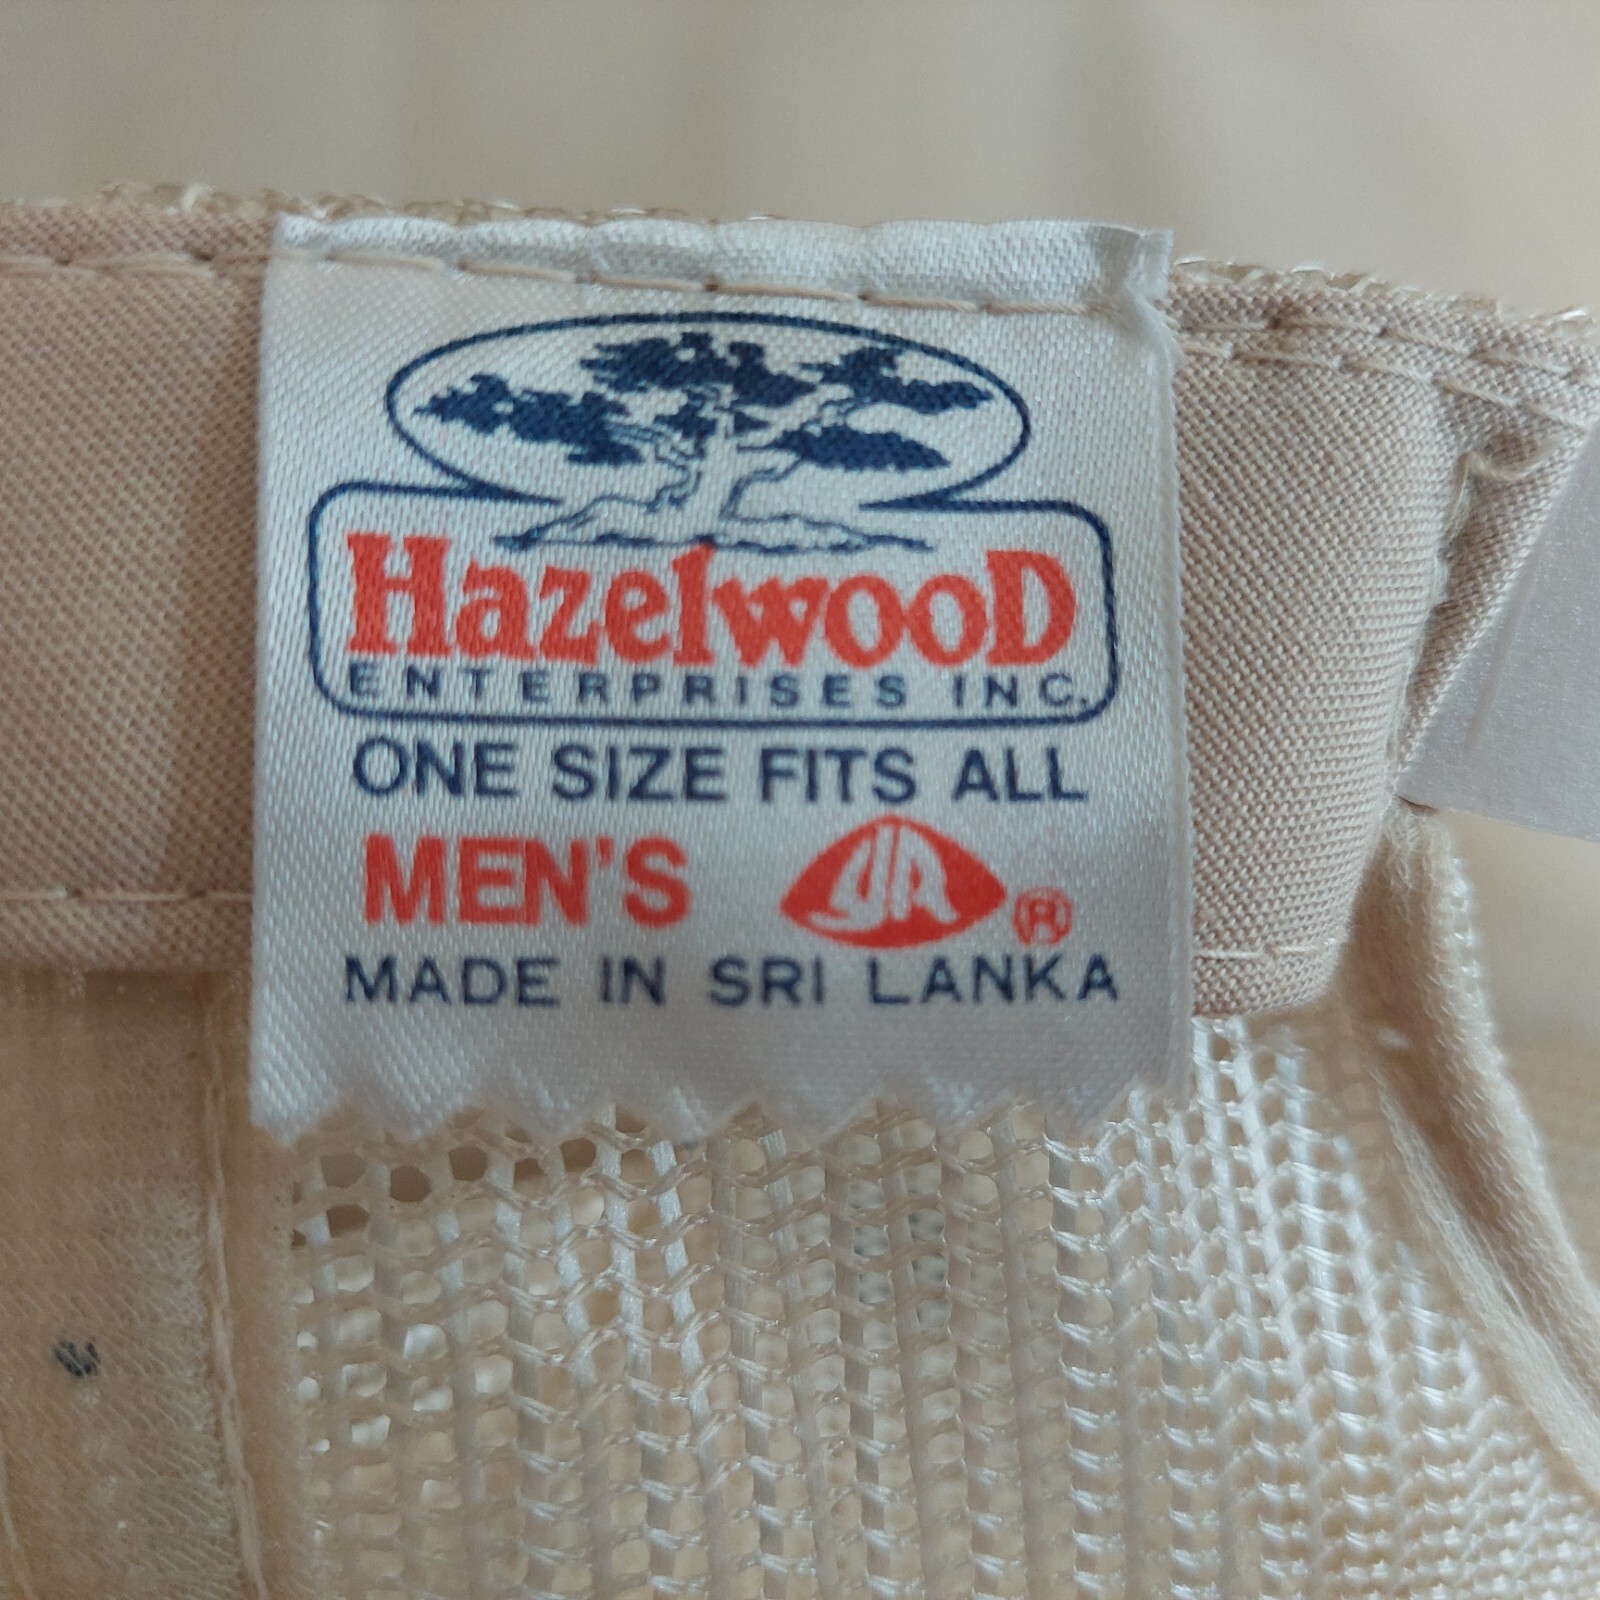 HazelwooD
ENTERPRISES INC.
ONE SIZE FITS ALL
MEN'S ®
MADE IN SRI LANKA